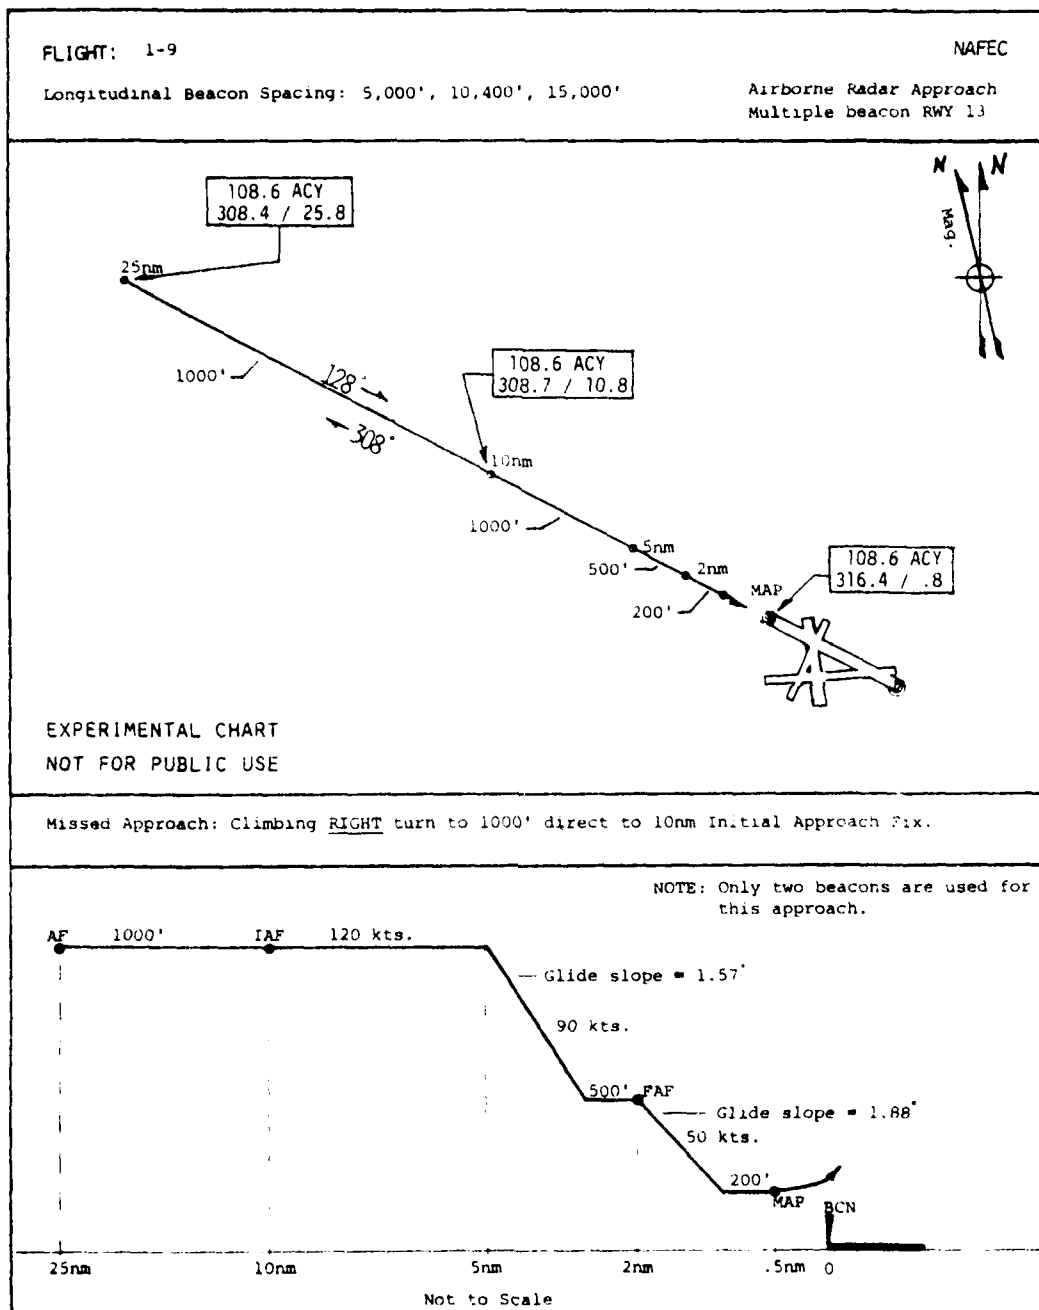 FLIGHT: 1-9
NAFEC
Longitudinal Beacon Spacing: 5,000', 10,400', 15,000'
Airborne Radar Approach
Multiple beacon RWY 13
N N
Mag.
108.6 ACY
308.4 / 25.8
25nm
1000'
128°
308°
108.6 ACY
308.7 / 10.8
10nm
1000'
5nm
500'
2nm
200'
MAP
108.6 ACY
316.4 / .8
EXPERIMENTAL CHART
NOT FOR PUBLIC USE
Missed Approach: Climbing RIGHT turn to 1000' direct to 10nm Initial Approach Fix.
NOTE: Only two beacons are used for
this approach.
AF 1000' IAF 120 kts.
Glide slope = 1.57°
90 kts.
500' FAF
Glide slope = 1.88°
50 kts.
200'
MAP
BCN
25nm 10nm 5nm 2nm .5nm 0
Not to Scale